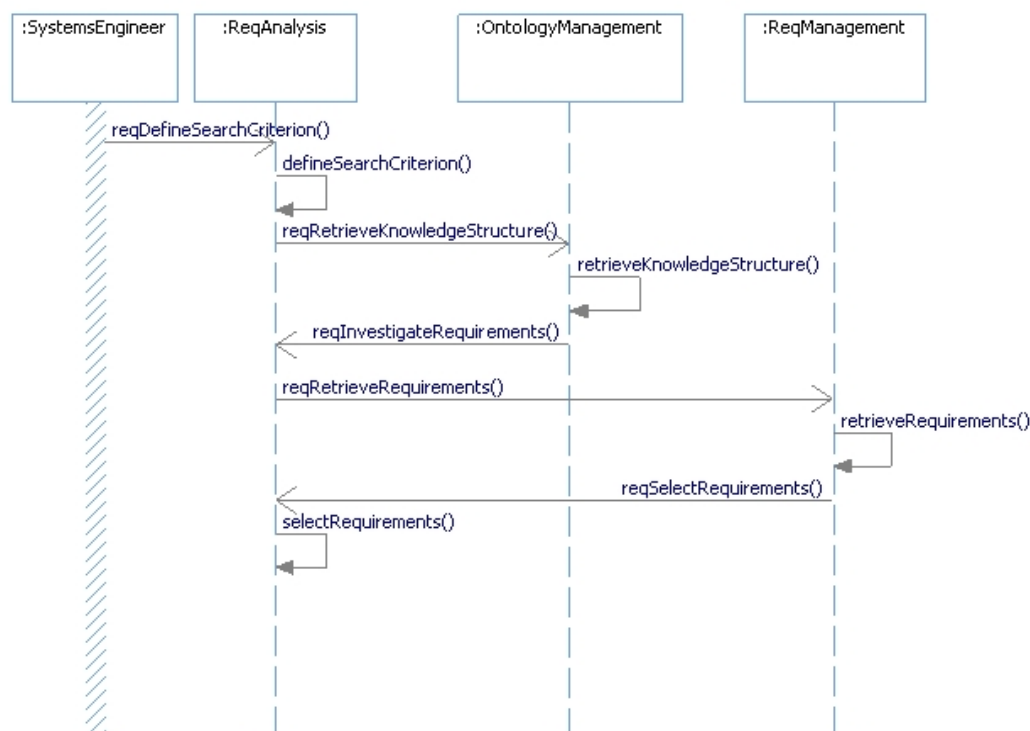 :SystemsEngineer
:ReqAnalysis
:OntologyManagement
:ReqManagement
reqDefineSearchCriterion()
defineSearchCriterion()
reqRetrieveKnowledgeStructure()
retrieveKnowledgeStructure()
reqInvestigateRequirements()
reqRetrieveRequirements()
retrieveRequirements()
reqSelectRequirements()
selectRequirements()